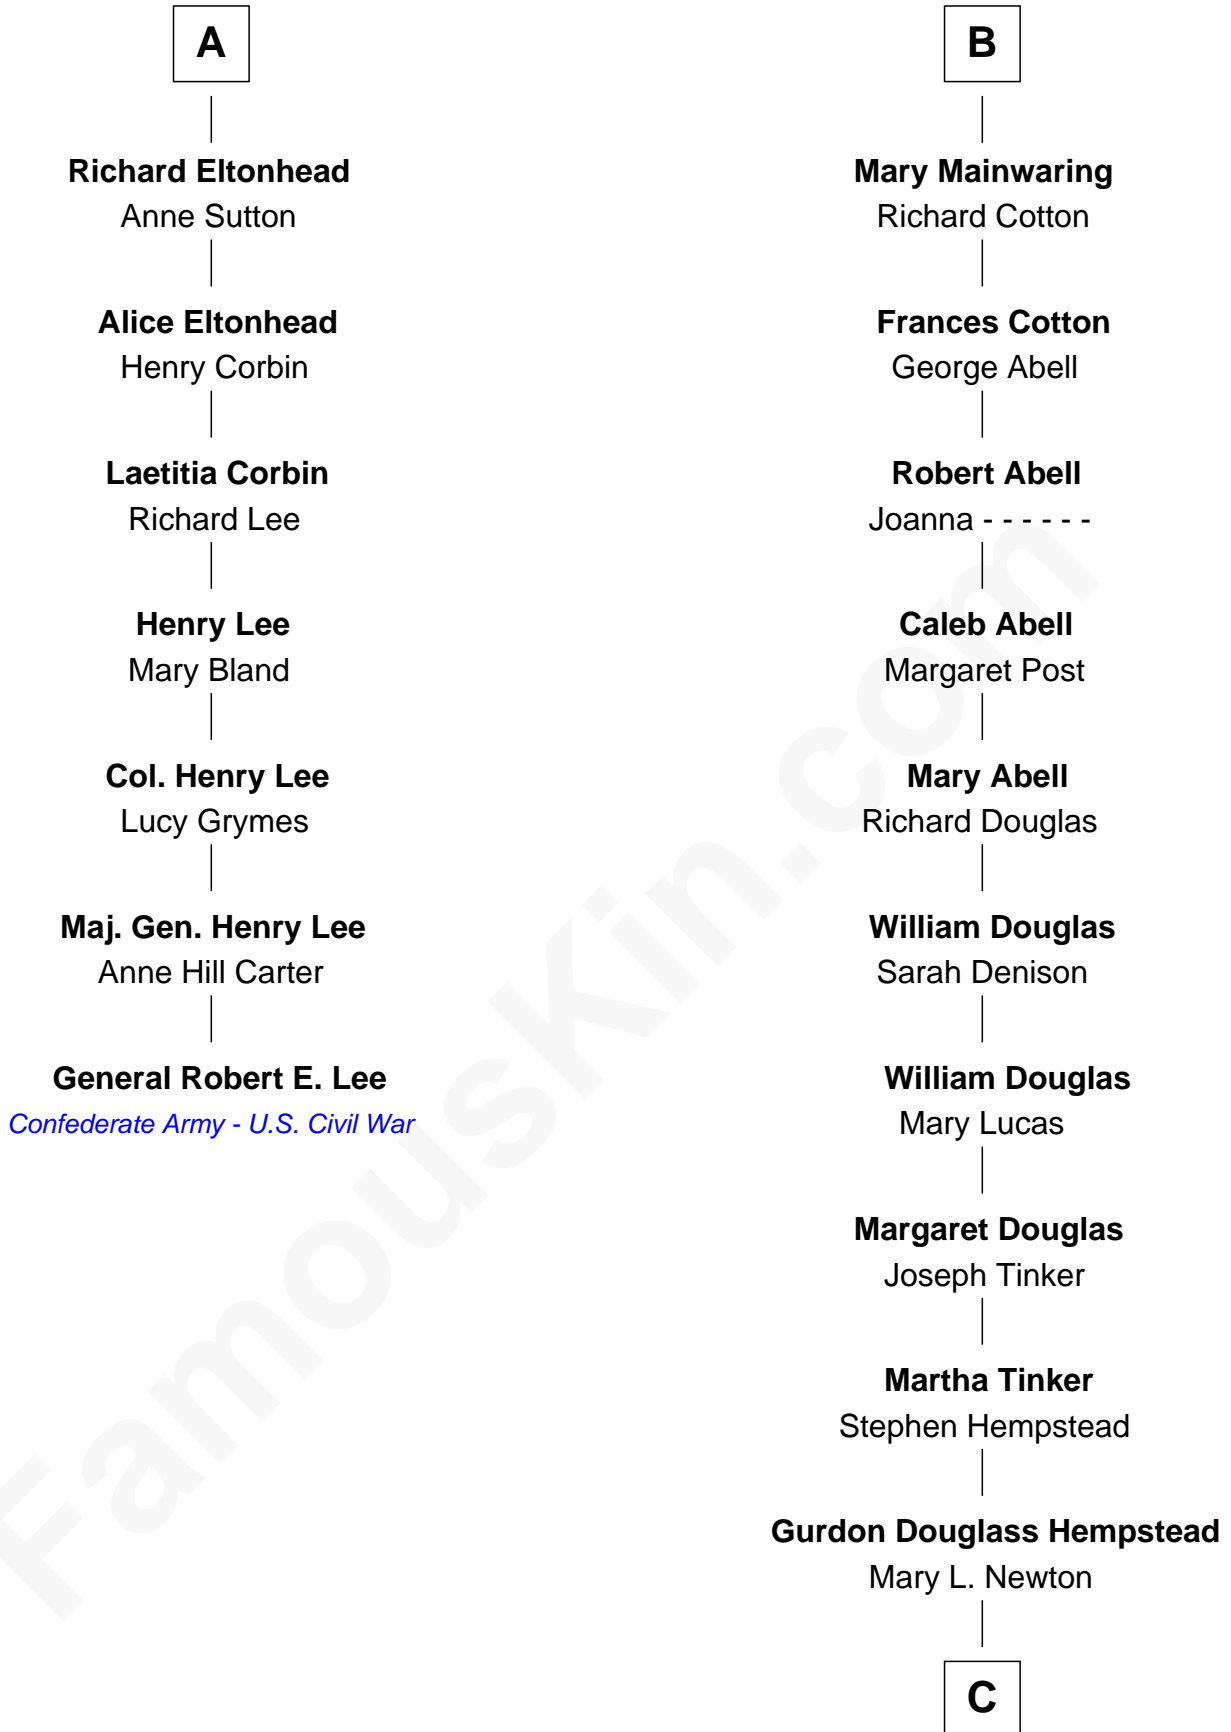 A
Richard Eltonhead
Anne Sutton
Alice Eltonhead
Henry Corbin
Laetitia Corbin
Richard Lee
Henry Lee
Mary Bland
Col. Henry Lee
Lucy Grymes
Maj. Gen. Henry Lee
Anne Hill Carter
General Robert E. Lee
Confederate Army - U.S. Civil War
B
Mary Mainwaring
Richard Cotton
Frances Cotton
George Abell
Robert Abell
Joanna - - - - - -
Caleb Abell
Margaret Post
Mary Abell
Richard Douglas
William Douglas
Sarah Denison
William Douglas
Mary Lucas
Margaret Douglas
Joseph Tinker
Martha Tinker
Stephen Hempstead
Gurdon Douglass Hempstead
Mary L. Newton
C
FamousKin.com